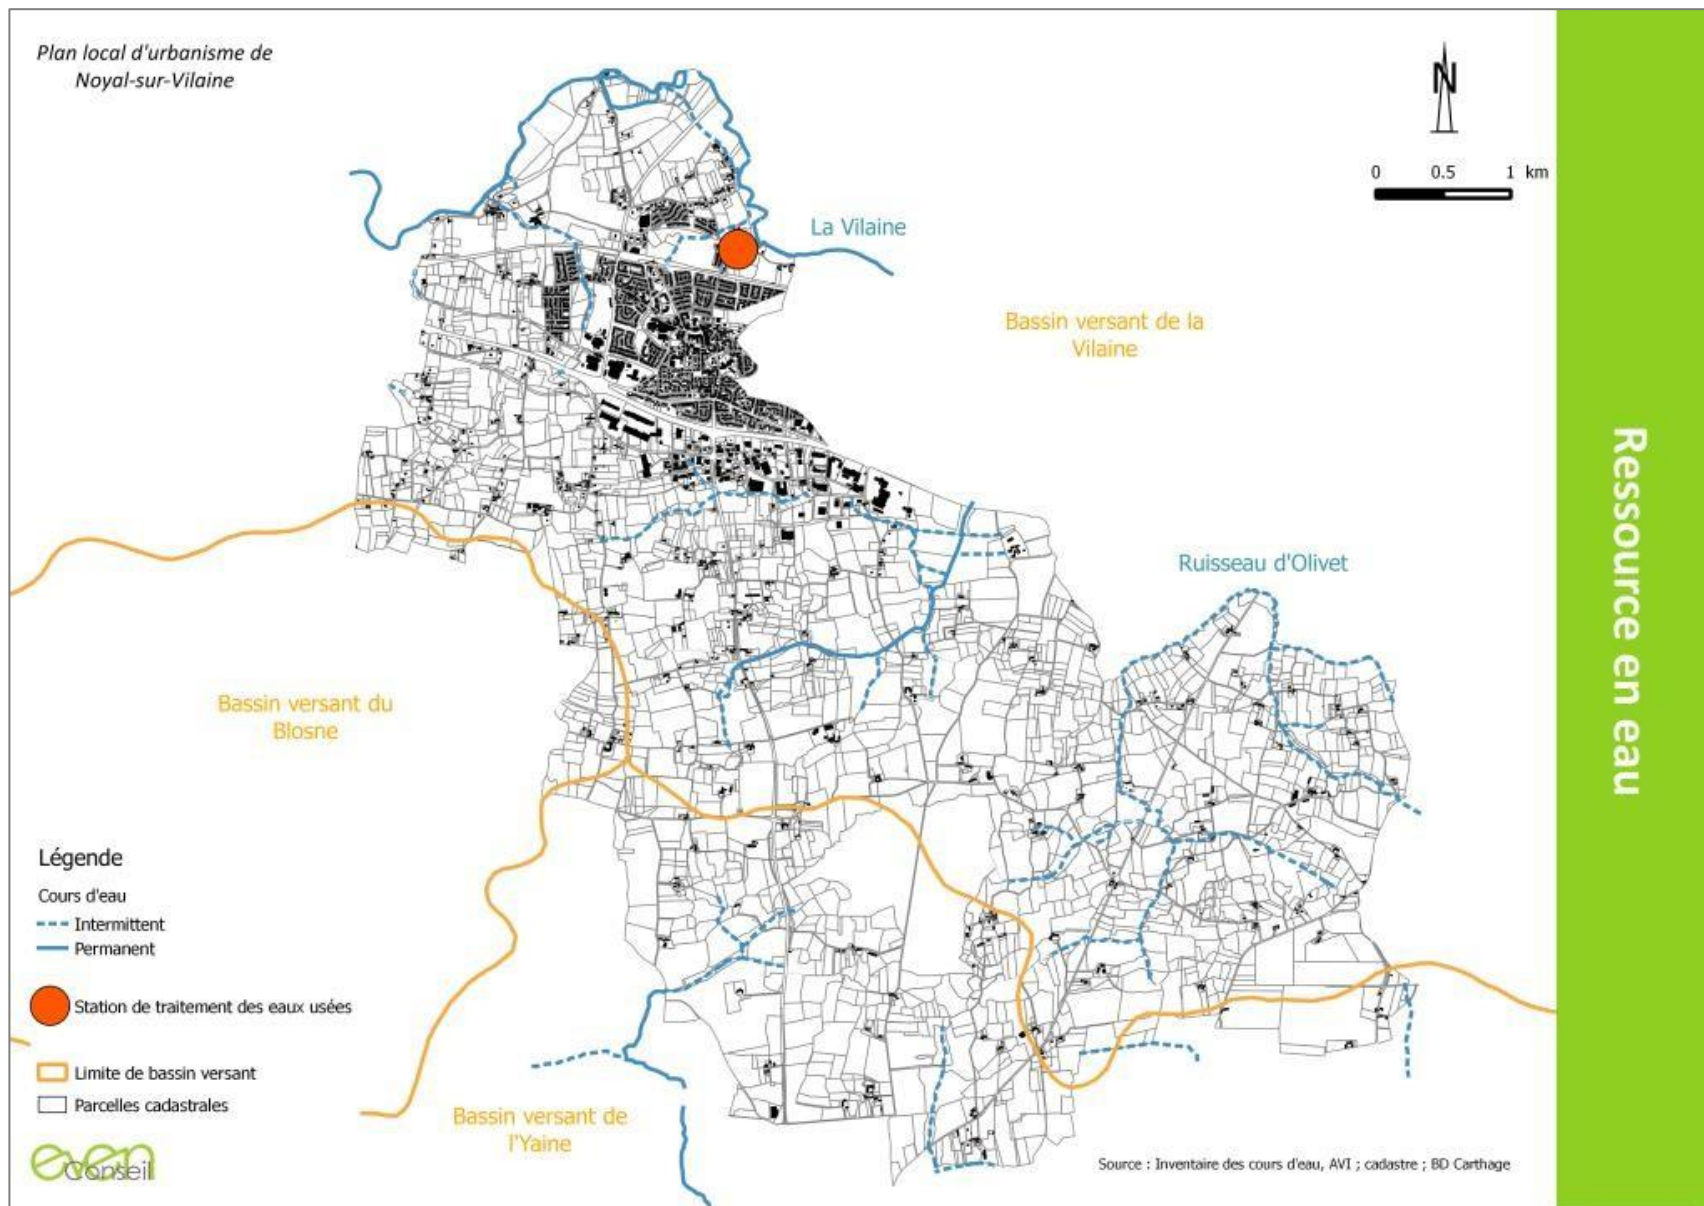 Plan local d'urbanisme de
Noyal-sur-Vilaine
N
0 0.5 1 km
La Vilaine
Bassin versant de la
Vilaine
Ruisseau d'Olivet
Bassin versant du
Blosne
Légende
Cours d'eau
Intermittent
Permanent
Station de traitement des eaux usées
Limite de bassin versant
Parcelles cadastrales
Bassin versant de
l'Yaine
even
Conseil
Source : Inventaire des cours d'eau, AVI ; cadastre ; BD Carthage
Ressource en eau